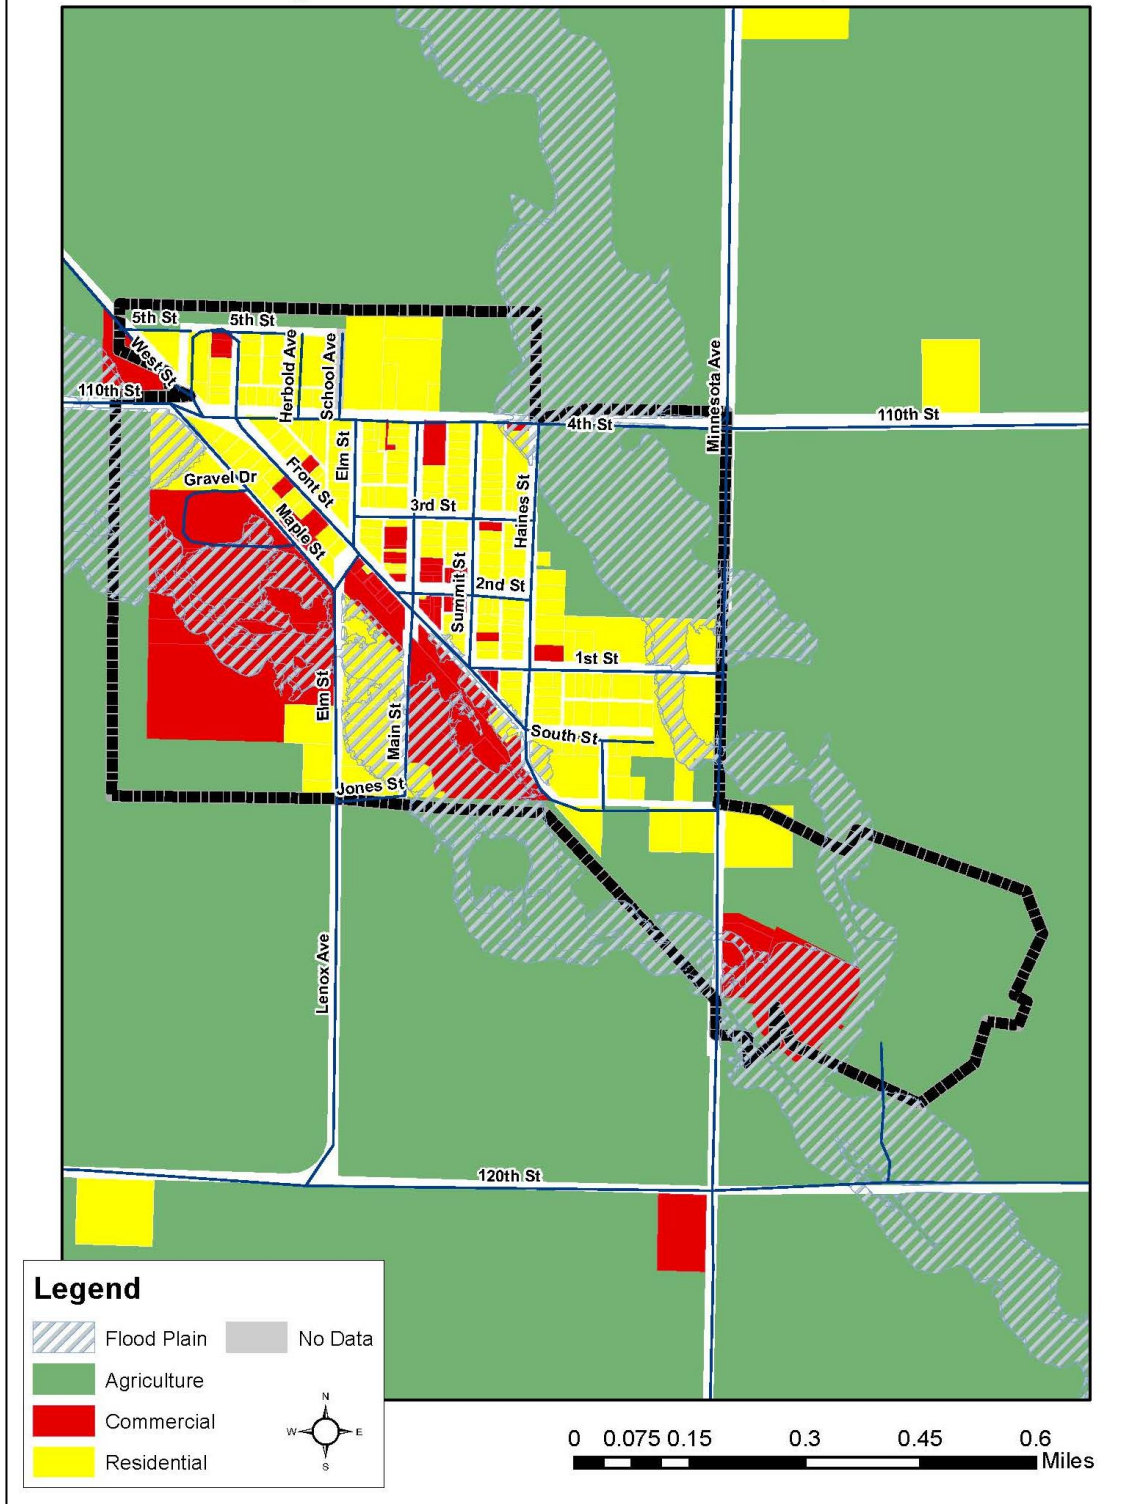 5th St
5th St
West St
Herbold Ave
School Ave
Minnesota Ave
110th St
110th St
4th St
Elm St
Front St
Gravel Dr
3rd St
Haines St
Maple St
Summit St
2nd St
1st St
Elm St
Main St
South St
Jones St
Lenox Ave
120th St
Legend
Flood Plain
No Data
Agriculture
Commercial
Residential
N
W E
S
0 0.075 0.15 0.3 0.45 0.6
Miles